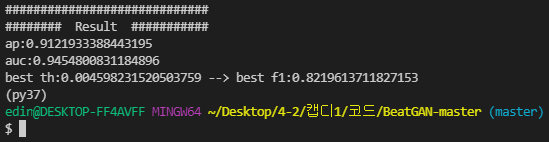 ############################
######## Result ###########
ap:0.9121933388443195
auc:0.9454800831184896
best th:0.004598231520503759 --> best f1:0.8219613711827153
(py37)
edin@DESKTOP-FF4AVFF MINGW64 ~/Desktop/4-2/캡디1/코드/BeatGAN-master (master)
$